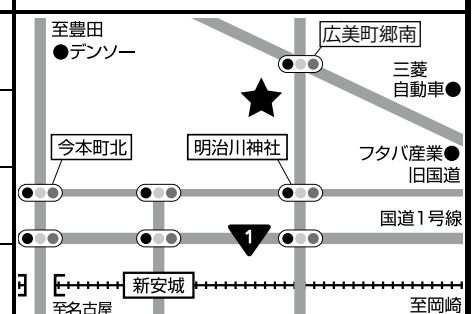 至豊田
●デンソー
広美町郷南
三菱
自動車●
今本町北
明治川神社
フタバ産業●
旧国道
国道1号線
1
新安城
至名古屋
至岡崎